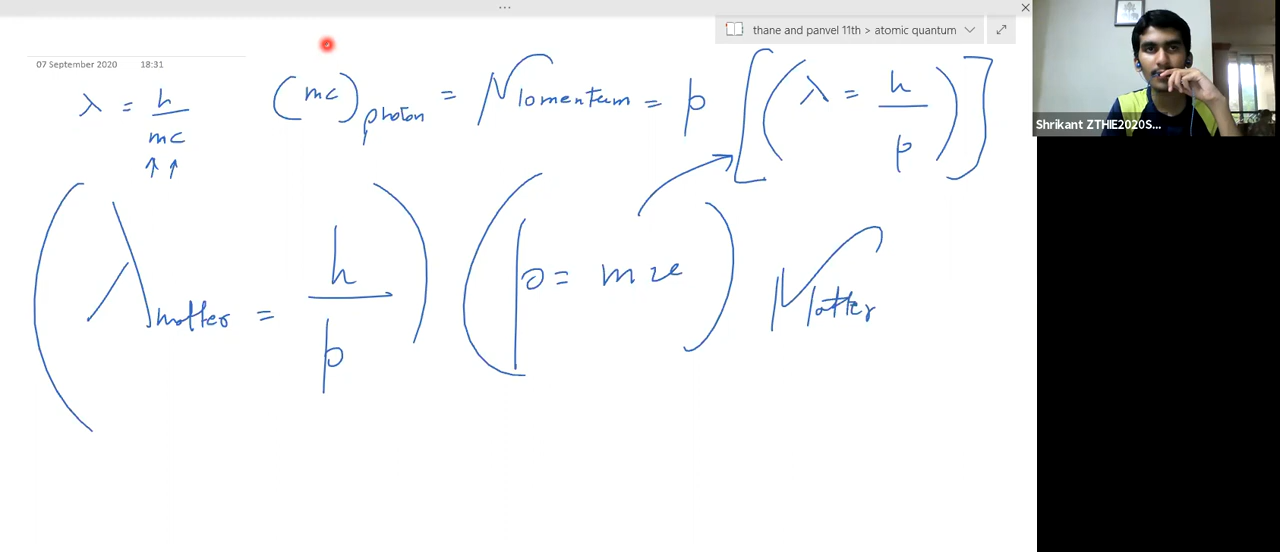 thane and panvel 11th > atomic quantum
07 September 2020 18:31
λ = h/mc
(mc)photon = Momentum = p [(λ = h/p)]
(λmatter = h/p) (p = mv) Matter
Shrikant ZTHIE2020S...